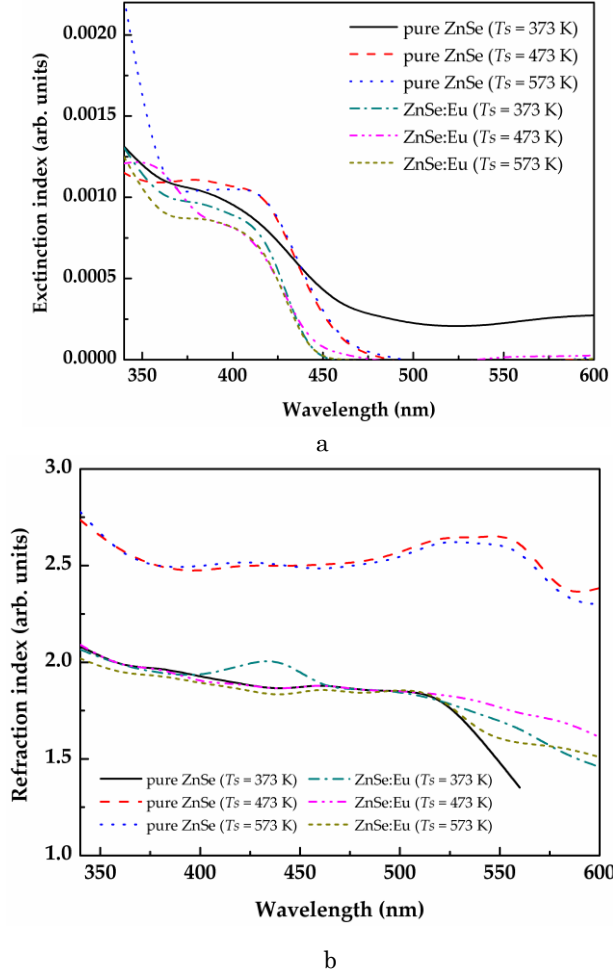 0.0020
0.0015
0.0010
0.0005
0.0000
Exctinction index (arb. units)
pure ZnSe (Ts = 373 K)
pure ZnSe (Ts = 473 K)
pure ZnSe (Ts = 573 K)
ZnSe:Eu (Ts = 373 K)
ZnSe:Eu (Ts = 473 K)
ZnSe:Eu (Ts = 573 K)
350 400 450 500 550 600
Wavelength (nm)
a
3.0
2.5
2.0
1.5
1.0
Refraction index (arb. units)
pure ZnSe (Ts = 373 K) ZnSe:Eu (Ts = 373 K)
pure ZnSe (Ts = 473 K) ZnSe:Eu (Ts = 473 K)
pure ZnSe (Ts = 573 K) ZnSe:Eu (Ts = 573 K)
350 400 450 500 550 600
Wavelength (nm)
b